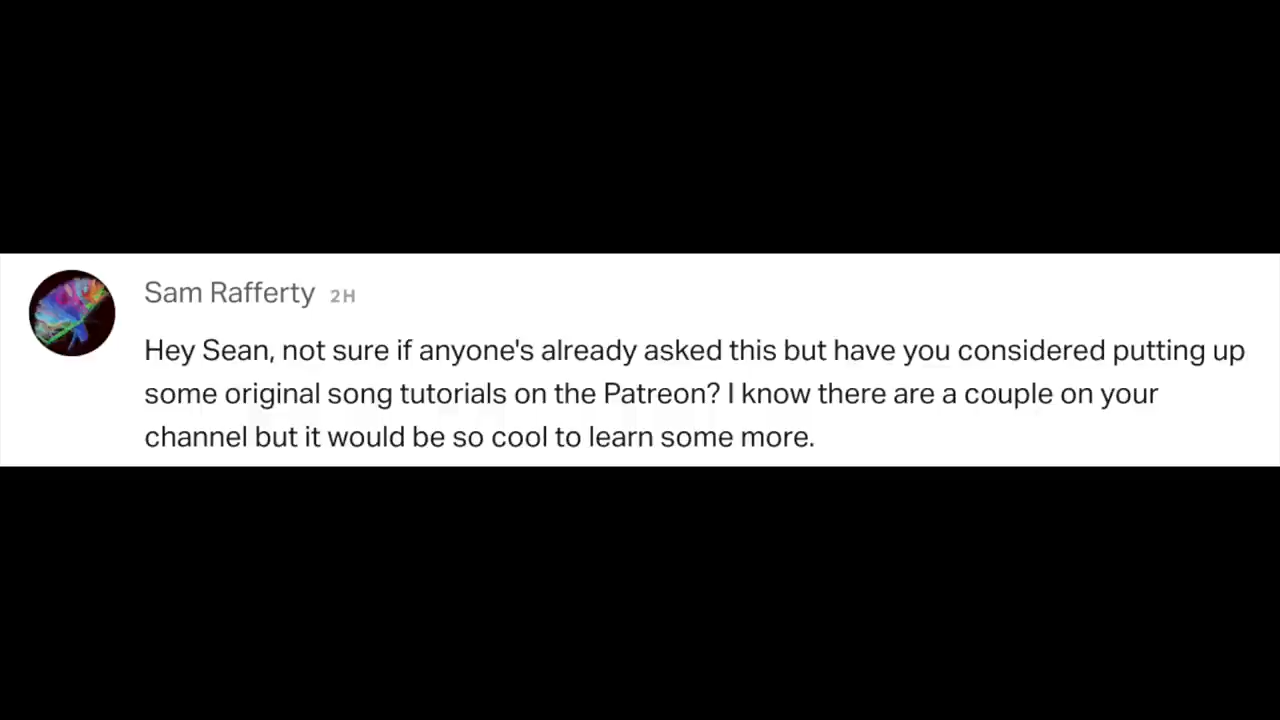 Sam Rafferty 2H
Hey Sean, not sure if anyone's already asked this but have you considered putting up
some original song tutorials on the Patreon? I know there are a couple on your
channel but it would be so cool to learn some more.